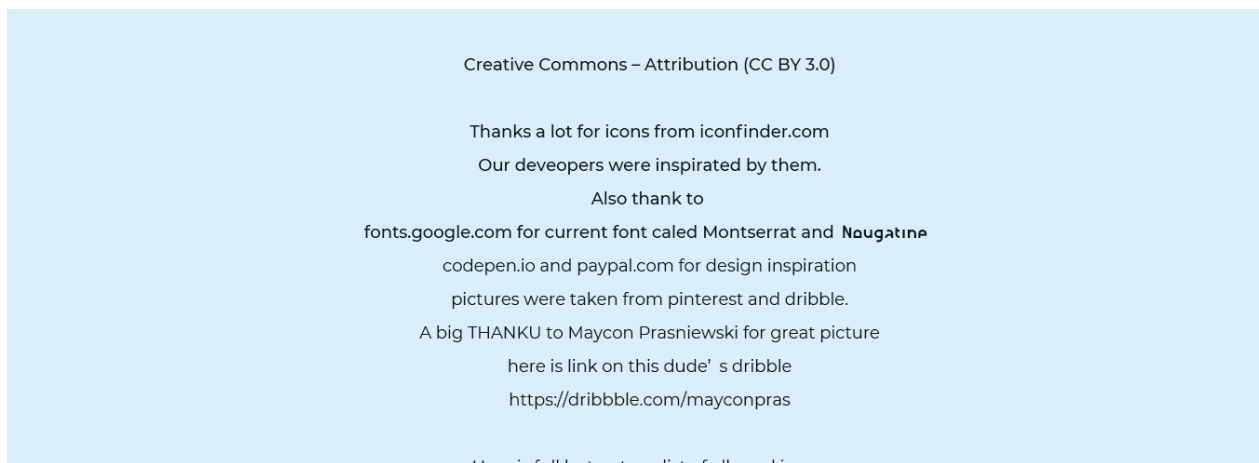 Creative Commons – Attribution (CC BY 3.0)
Thanks a lot for icons from iconfinder.com
Our deveopers were inspirated by them.
Also thank to
fonts.google.com for current font caled Montserrat and Nougatine
codepen.io and paypal.com for design inspiration
pictures were taken from pinterest and dribble.
A big THANKU to Maycon Prasniewski for great picture
here is link on this dude’ s dribble
https://dribbble.com/mayconpras